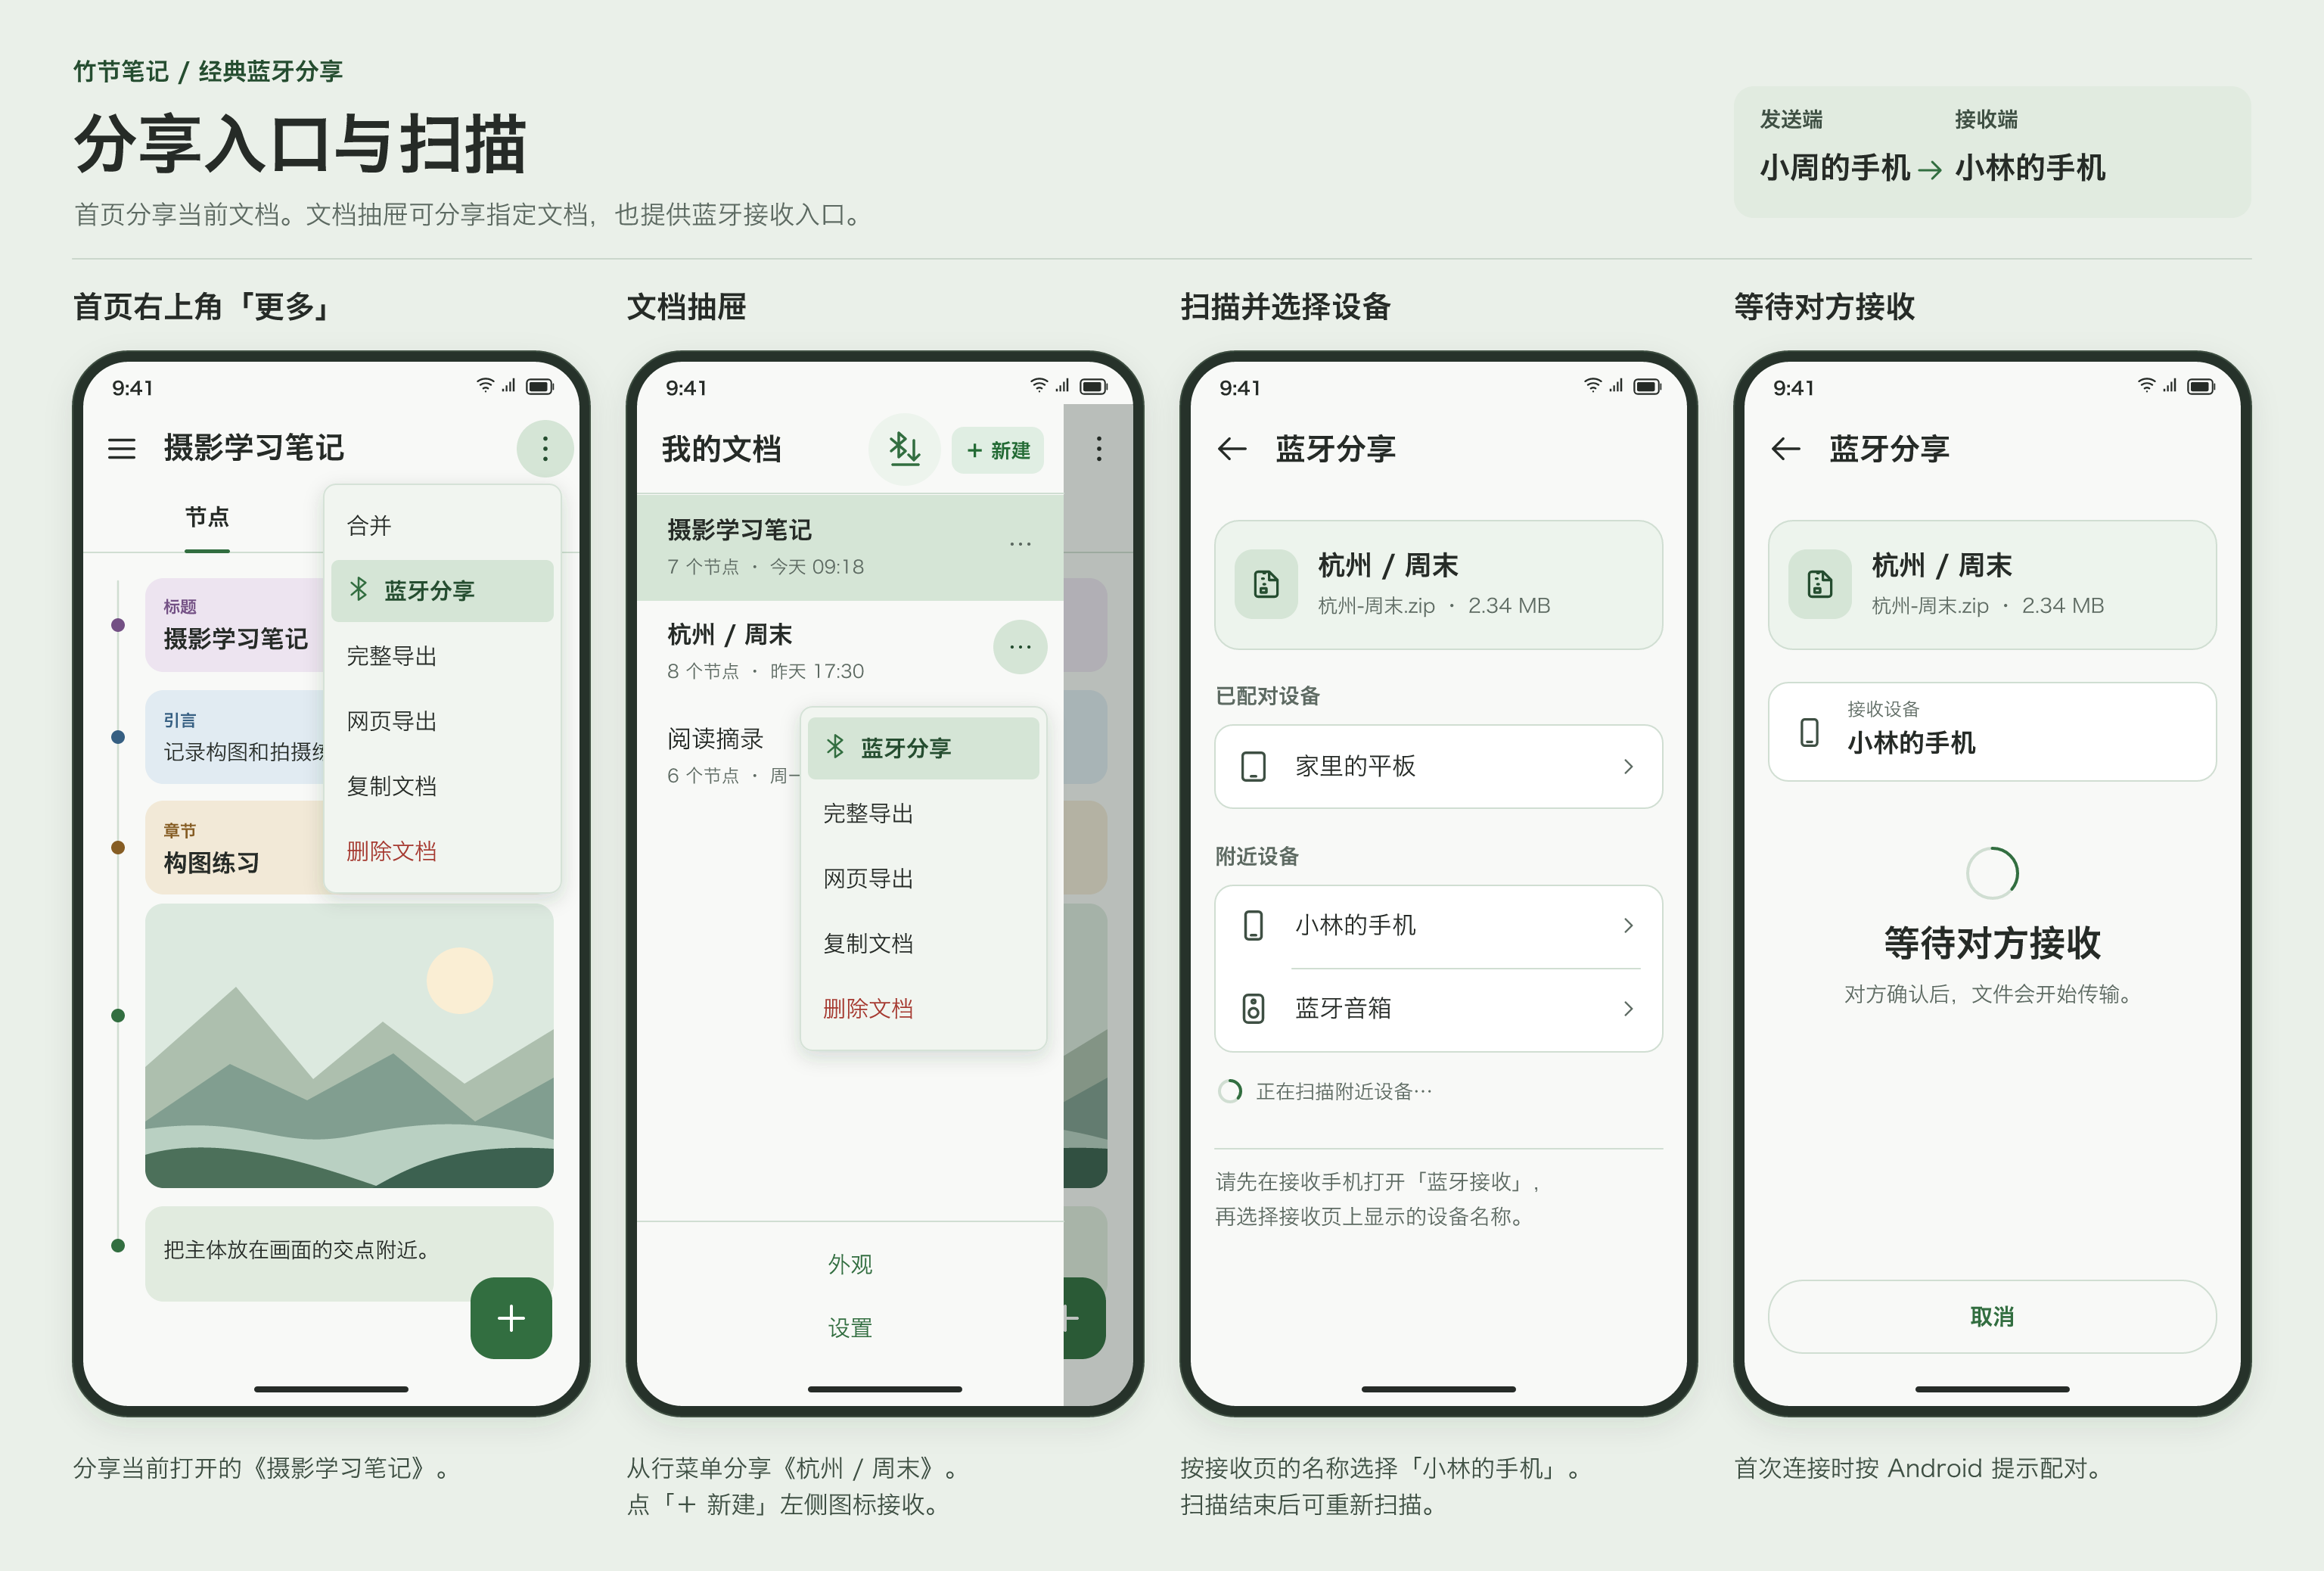 竹节笔记 / 经典蓝牙分享
分享入口与扫描
首页分享当前文档。文档抽屉可分享指定文档，也提供蓝牙接收入口。
发送端
接收端
小周的手机 → 小林的手机
首页右上角「更多」
9:41
摄影学习笔记
节点
合并
蓝牙分享
完整导出
网页导出
复制文档
删除文档
标题
摄影学习笔记
引言
记录构图和拍摄
章节
构图练习
把主体放在画面的交点附近。
分享当前打开的《摄影学习笔记》。
文档抽屉
9:41
我的文档
+ 新建
摄影学习笔记
7 个节点 · 今天 09:18
杭州 / 周末
8 个节点 · 昨天 17:30
阅读摘录
6 个节点 · 周一
蓝牙分享
完整导出
网页导出
复制文档
删除文档
外观
设置
从行菜单分享《杭州 / 周末》。
点「＋ 新建」左侧图标接收。
扫描并选择设备
9:41
蓝牙分享
杭州 / 周末
杭州-周末.zip · 2.34 MB
已配对设备
家里的平板
附近设备
小林的手机
蓝牙音箱
正在扫描附近设备…
请先在接收手机打开「蓝牙接收」，
再选择接收页上显示的设备名称。
按接收页的名称选择「小林的手机」。
扫描结束后可重新扫描。
等待对方接收
9:41
蓝牙分享
杭州 / 周末
杭州-周末.zip · 2.34 MB
接收设备
小林的手机
等待对方接收
对方确认后，文件会开始传输。
取消
首次连接时按 Android 提示配对。